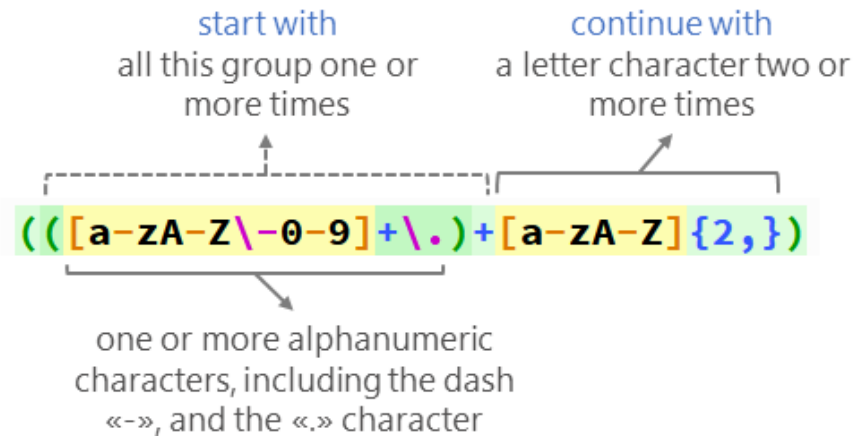 start with
all this group one or
more times
continue with
a letter character two or
more times
(([a-zA-Z\-0-9]+\.)+[a-zA-Z]{2,})
one or more alphanumeric
characters, including the dash
«-», and the «.» character